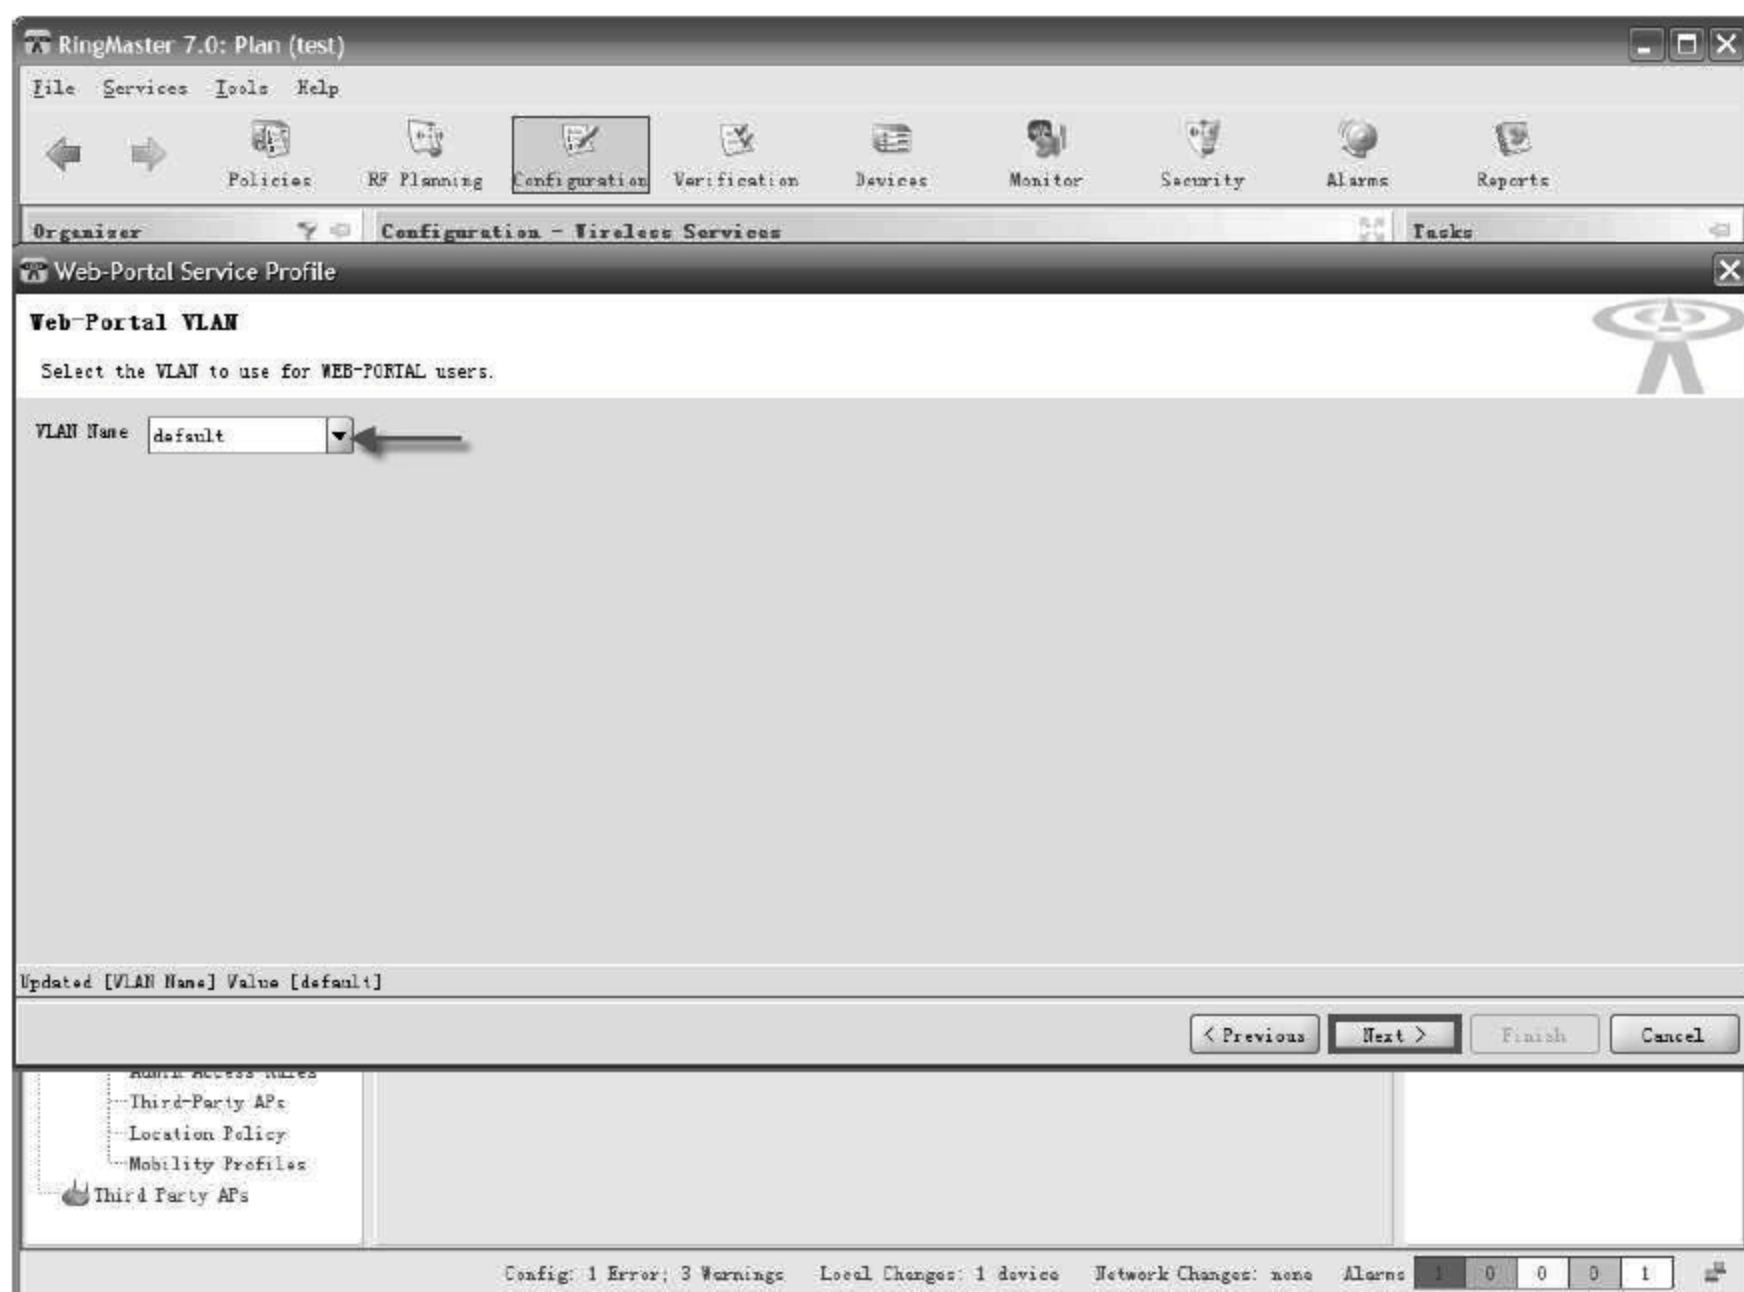 RingMaster 7.0: Plan (test)
File Services Tools Help
Policies RF Planning Configuration Verification Devices Monitor Security Alarms Reports
Organizer Configuration - Wireless Services Tasks
Web-Portal Service Profile
Web-Portal VLAN
Select the VLAN to use for WEB-PORTAL users.
VLAN Name default
Updated [VLAN Name] Value [default]
< Previous Next > Finish Cancel
Admin Access Rules
Third-Party APs
Location Policy
Mobility Profiles
Third Party APs
Config: 1 Error; 3 Warnings Local Changes: 1 device Network Changes: none Alarms 1 0 0 0 1